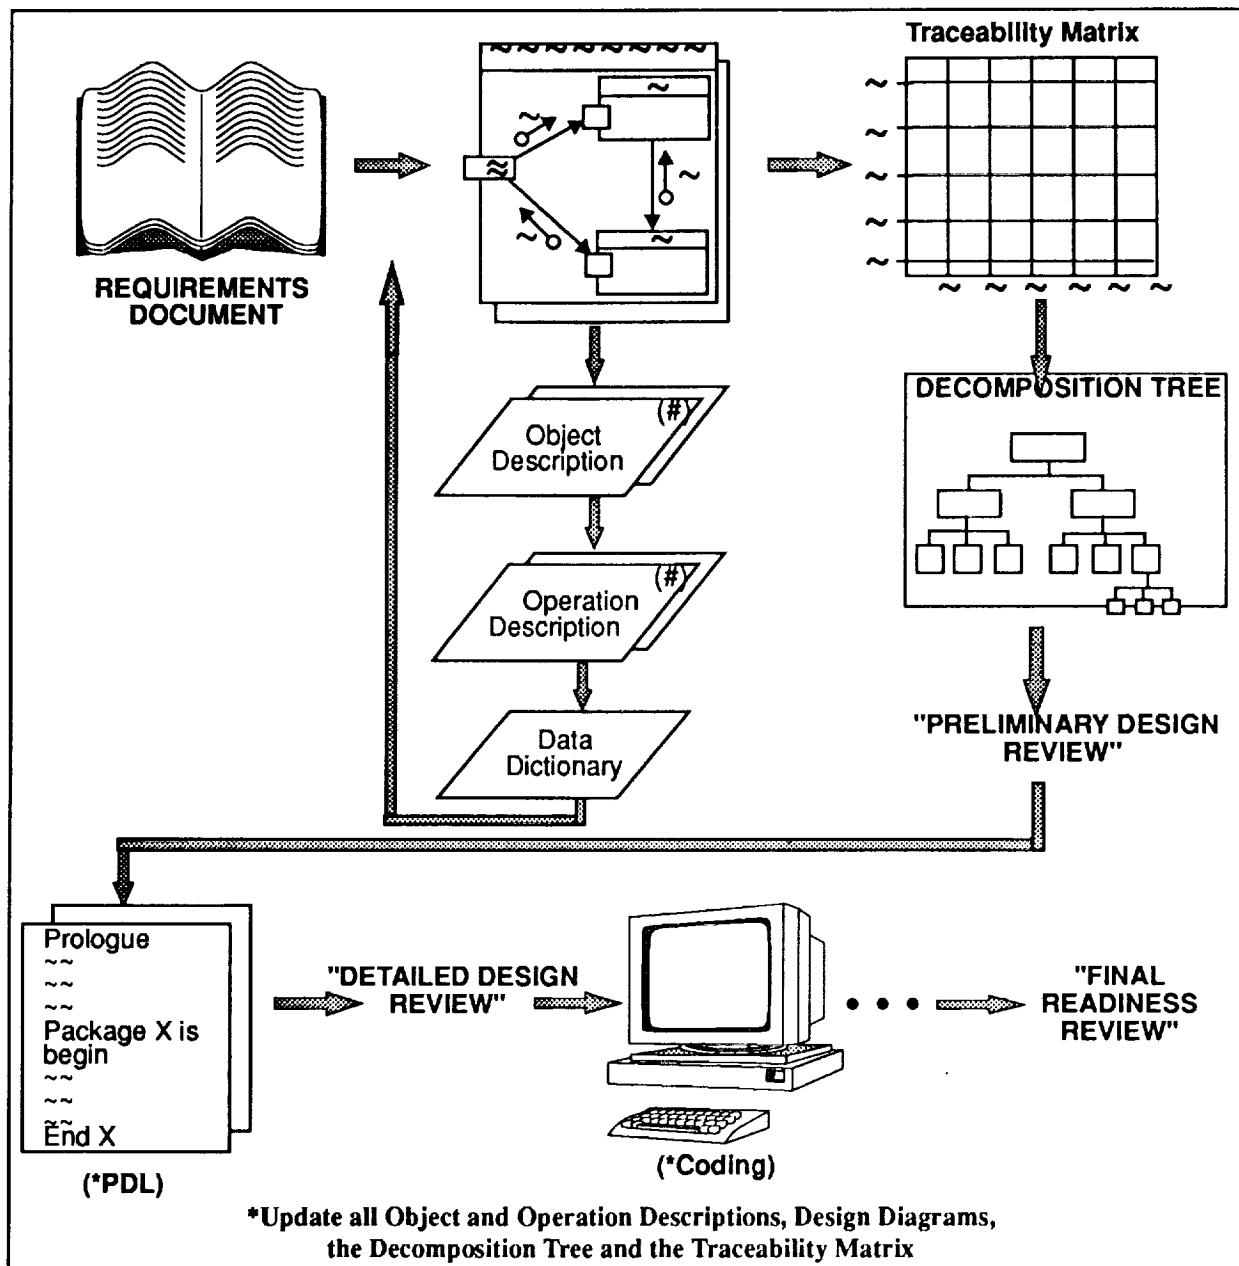 Traceability Matrix
REQUIREMENTS
DOCUMENT
DECOMPOSITION TREE
(#)
Object
Description
(#)
Operation
Description
Data
Dictionary
"PRELIMINARY DESIGN
REVIEW"
Prologue
~~
~~
~~
Package X is
begin
~~
~~
~~
End X
(*PDL)
"DETAILED DESIGN
REVIEW"
(*Coding)
• • •
"FINAL
READINESS
REVIEW"
*Update all Object and Operation Descriptions, Design Diagrams,
the Decomposition Tree and the Traceability Matrix